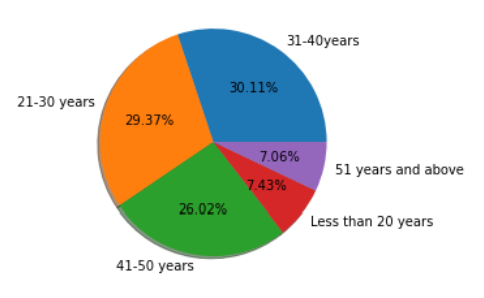 31-40years
30.11%
21-30 years
29.37%
7.06%
51 years and above
7.43%
26.02%
Less than 20 years
41-50 years